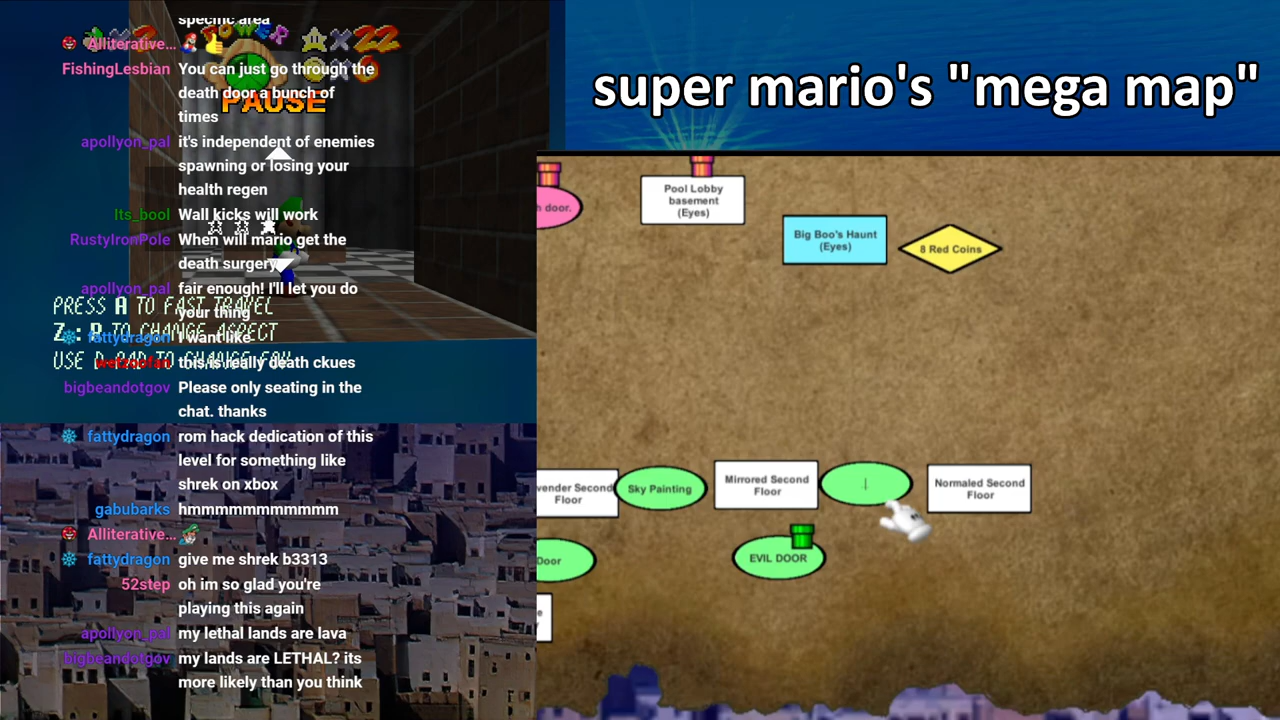 specific area
Alliterative...
POWER
×22
FishingLesbian You can just go through the
death door a bunch of
times
PAUSE
apollyon_pal it's independent of enemies
spawning or losing your
health regen
Its_bool Wall kicks will work
RustyIronPole When will mario get the
death surgery
apollyon_pal fair enough! I'll let you do
your thing
PRESS A TO FAST TRAVEL
Z : R TO CHANGE ASPECT
fattydragon I want like
USE D-PAD TO CHANGE FOV
wetzoofan this is really death ckues
bigbeandotgov Please only seating in the
chat. thanks
fattydragon rom hack dedication of this
level for something like
shrek on xbox
gabubarks hmmmmmmmmmmm
Alliterative...
fattydragon give me shrek b3313
52step oh im so glad you're
playing this again
apollyon_pal my lethal lands are lava
bigbeandotgov my lands are LETHAL? its
more likely than you think
super mario's "mega map"
h door.
Pool Lobby
basement
(Eyes)
Big Boo's Haunt
(Eyes)
8 Red Coins
vender Second
Floor
Sky Painting
Mirrored Second
Floor
Normaled Second
Floor
Door
EVIL DOOR